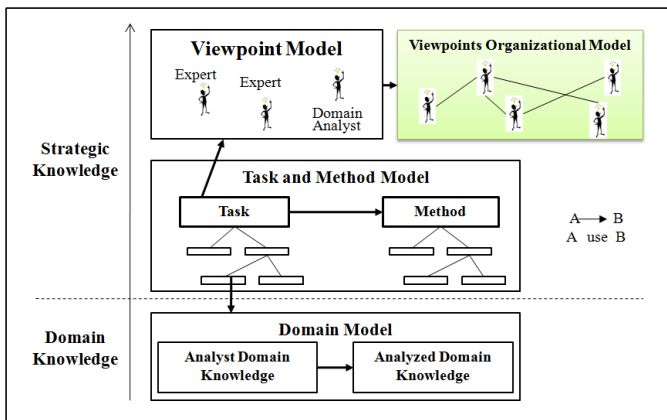 Viewpoint Model
Expert
Expert
Domain
Analyst
Viewpoints Organizational Model
Strategic
Knowledge
Task and Method Model
Task
Method
A B
A use B
Domain
Knowledge
Domain Model
Analyst Domain
Knowledge
Analyzed Domain
Knowledge